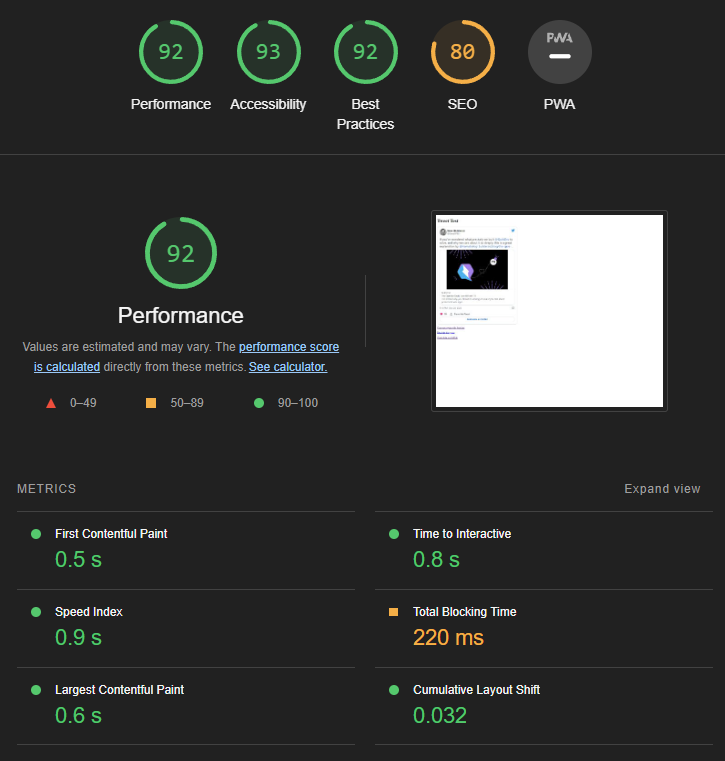 92
93
92
80
PWA
Performance
Accessibility
Best
Practices
SEO
PWA
92
Performance
Values are estimated and may vary. The performance score
is calculated directly from these metrics. See calculator.
0–49
50–89
90–100
METRICS
Expand view
First Contentful Paint
0.5 s
Time to Interactive
0.8 s
Speed Index
0.9 s
Total Blocking Time
220 ms
Largest Contentful Paint
0.6 s
Cumulative Layout Shift
0.032